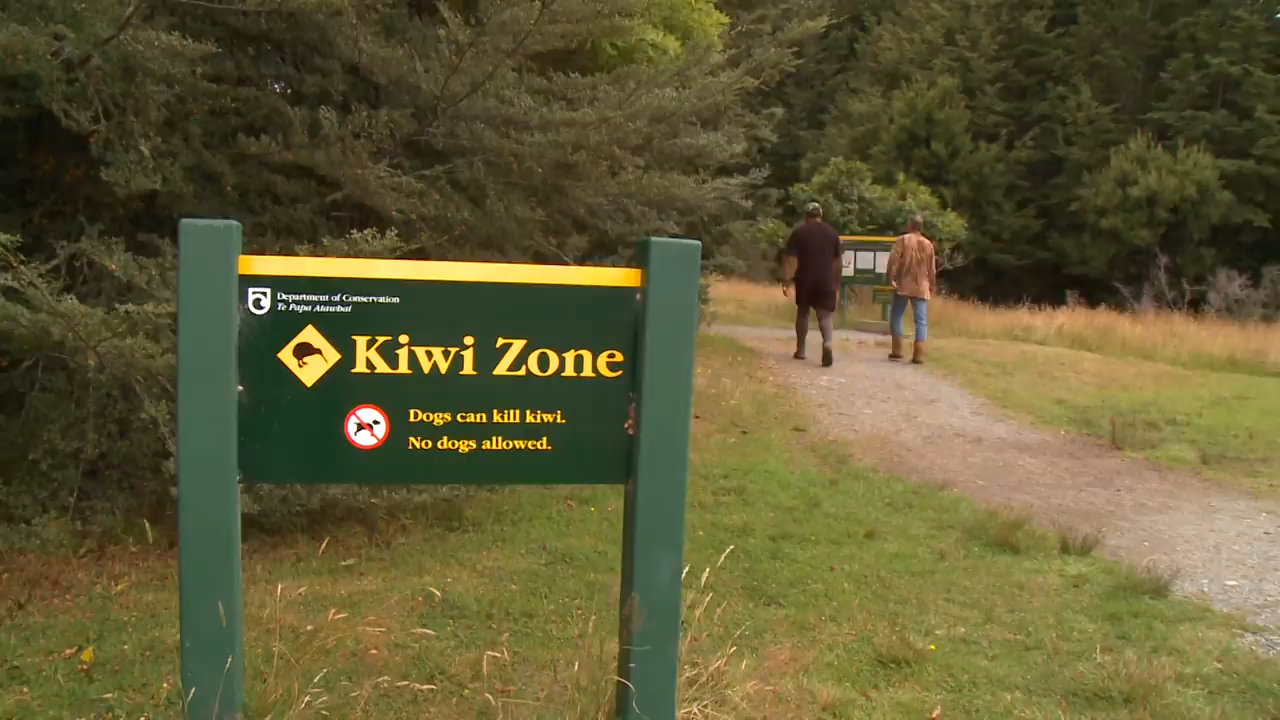 Department of Conservation
Te Papa Atawbai
Kiwi Zone
Dogs can kill kiwi.
No dogs allowed.